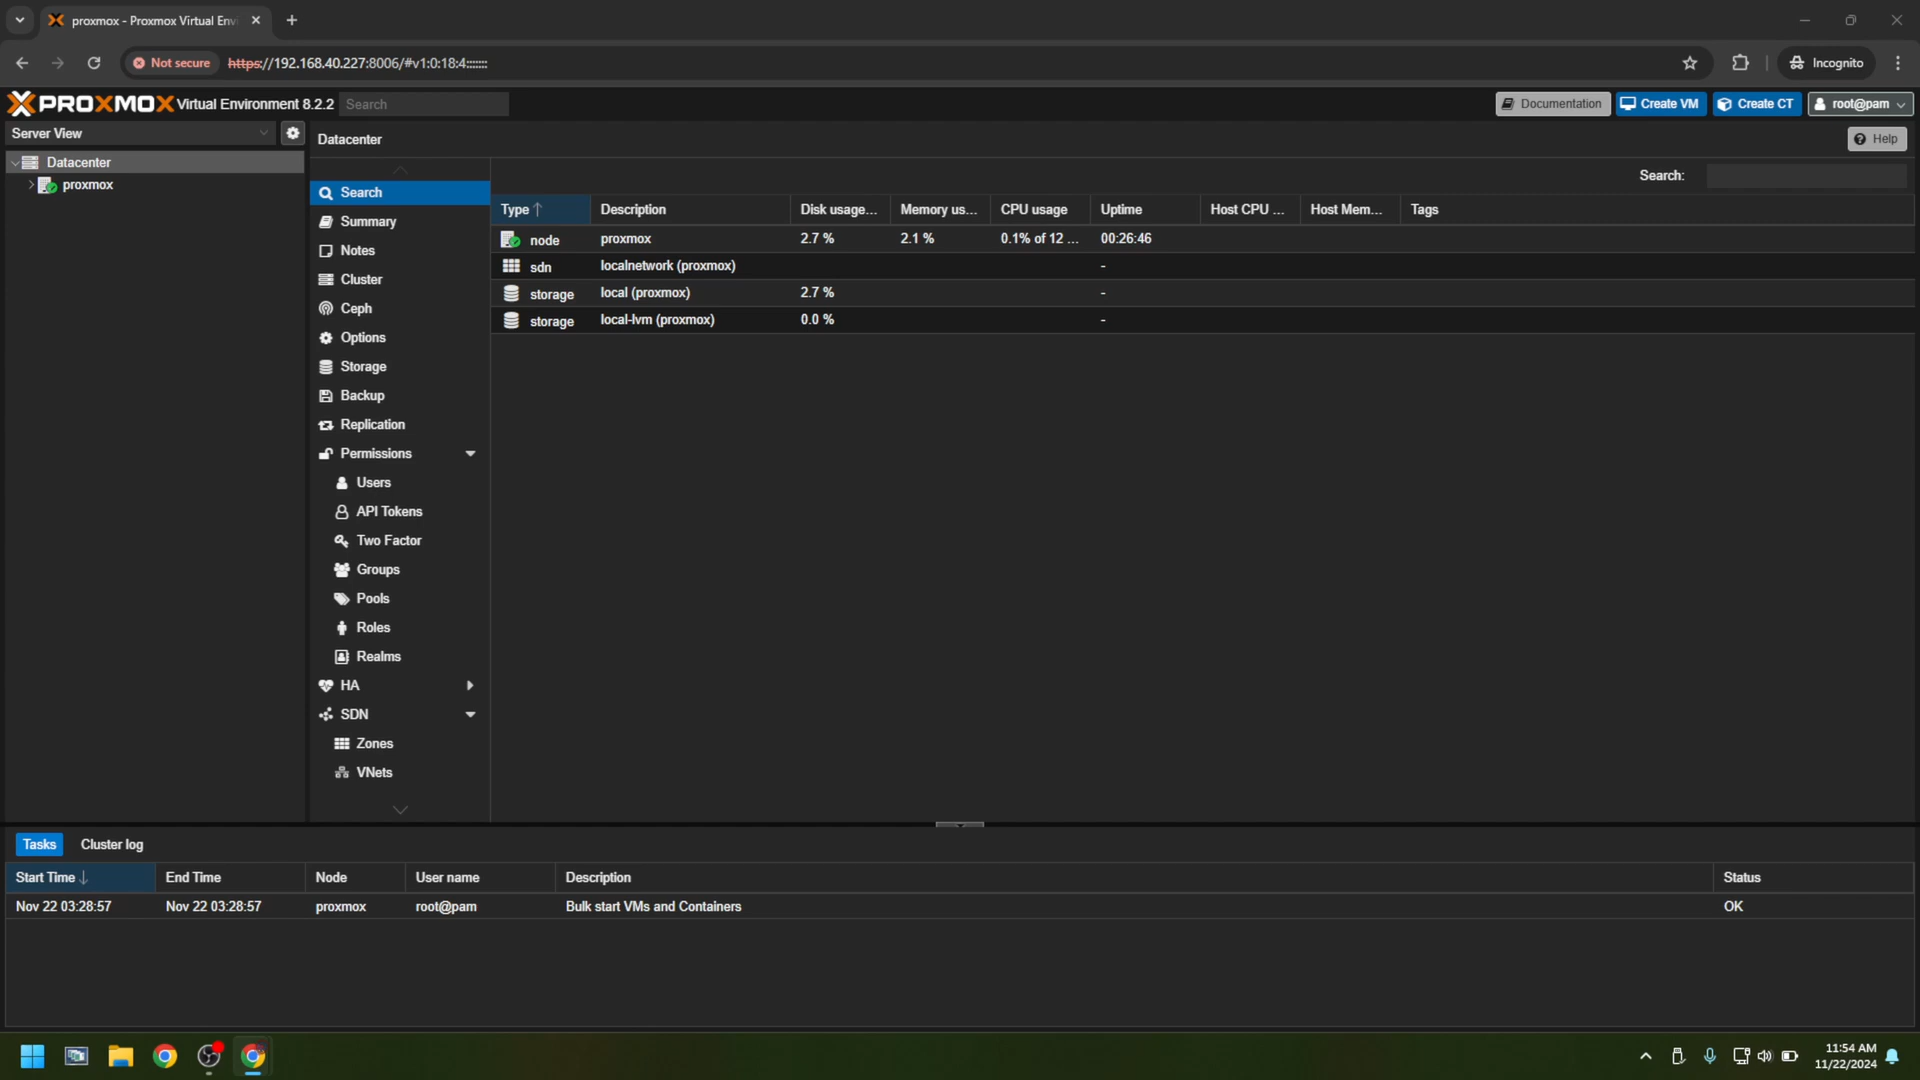 proxmox - Proxmox Virtual Envi
Not secure https://192.168.40.227:8006/#v1:0:18:4:::::::
Incognito
PROXMOX Virtual Environment 8.2.2 Search
Documentation Create VM Create CT root@pam
Server View
Datacenter
Help
Datacenter
proxmox
Search
Summary
Notes
Cluster
Ceph
Options
Storage
Backup
Replication
Permissions
Users
API Tokens
Two Factor
Groups
Pools
Roles
Realms
HA
SDN
Zones
VNets
Search:
Type Description Disk usage... Memory us... CPU usage Uptime Host CPU ... Host Mem... Tags
node proxmox 2.7 % 2.1 % 0.1% of 12 ... 00:26:46
sdn localnetwork (proxmox) -
storage local (proxmox) 2.7 % -
storage local-lvm (proxmox) 0.0 % -
Tasks Cluster log
Start Time End Time Node User name Description Status
Nov 22 03:28:57 Nov 22 03:28:57 proxmox root@pam Bulk start VMs and Containers OK
11:54 AM
11/22/2024